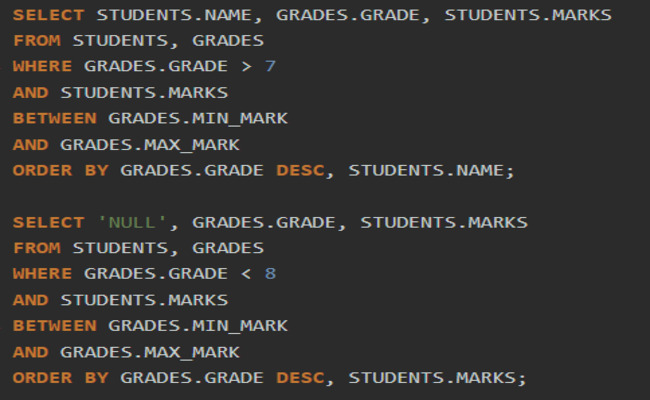 SELECT STUDENTS.NAME, GRADES.GRADE, STUDENTS.MARKS
FROM STUDENTS, GRADES
WHERE GRADES.GRADE > 7
AND STUDENTS.MARKS
BETWEEN GRADES.MIN_MARK
AND GRADES.MAX_MARK
ORDER BY GRADES.GRADE DESC, STUDENTS.NAME;
SELECT 'NULL', GRADES.GRADE, STUDENTS.MARKS
FROM STUDENTS, GRADES
WHERE GRADES.GRADE < 8
AND STUDENTS.MARKS
BETWEEN GRADES.MIN_MARK
AND GRADES.MAX_MARK
ORDER BY GRADES.GRADE DESC, STUDENTS.MARKS;